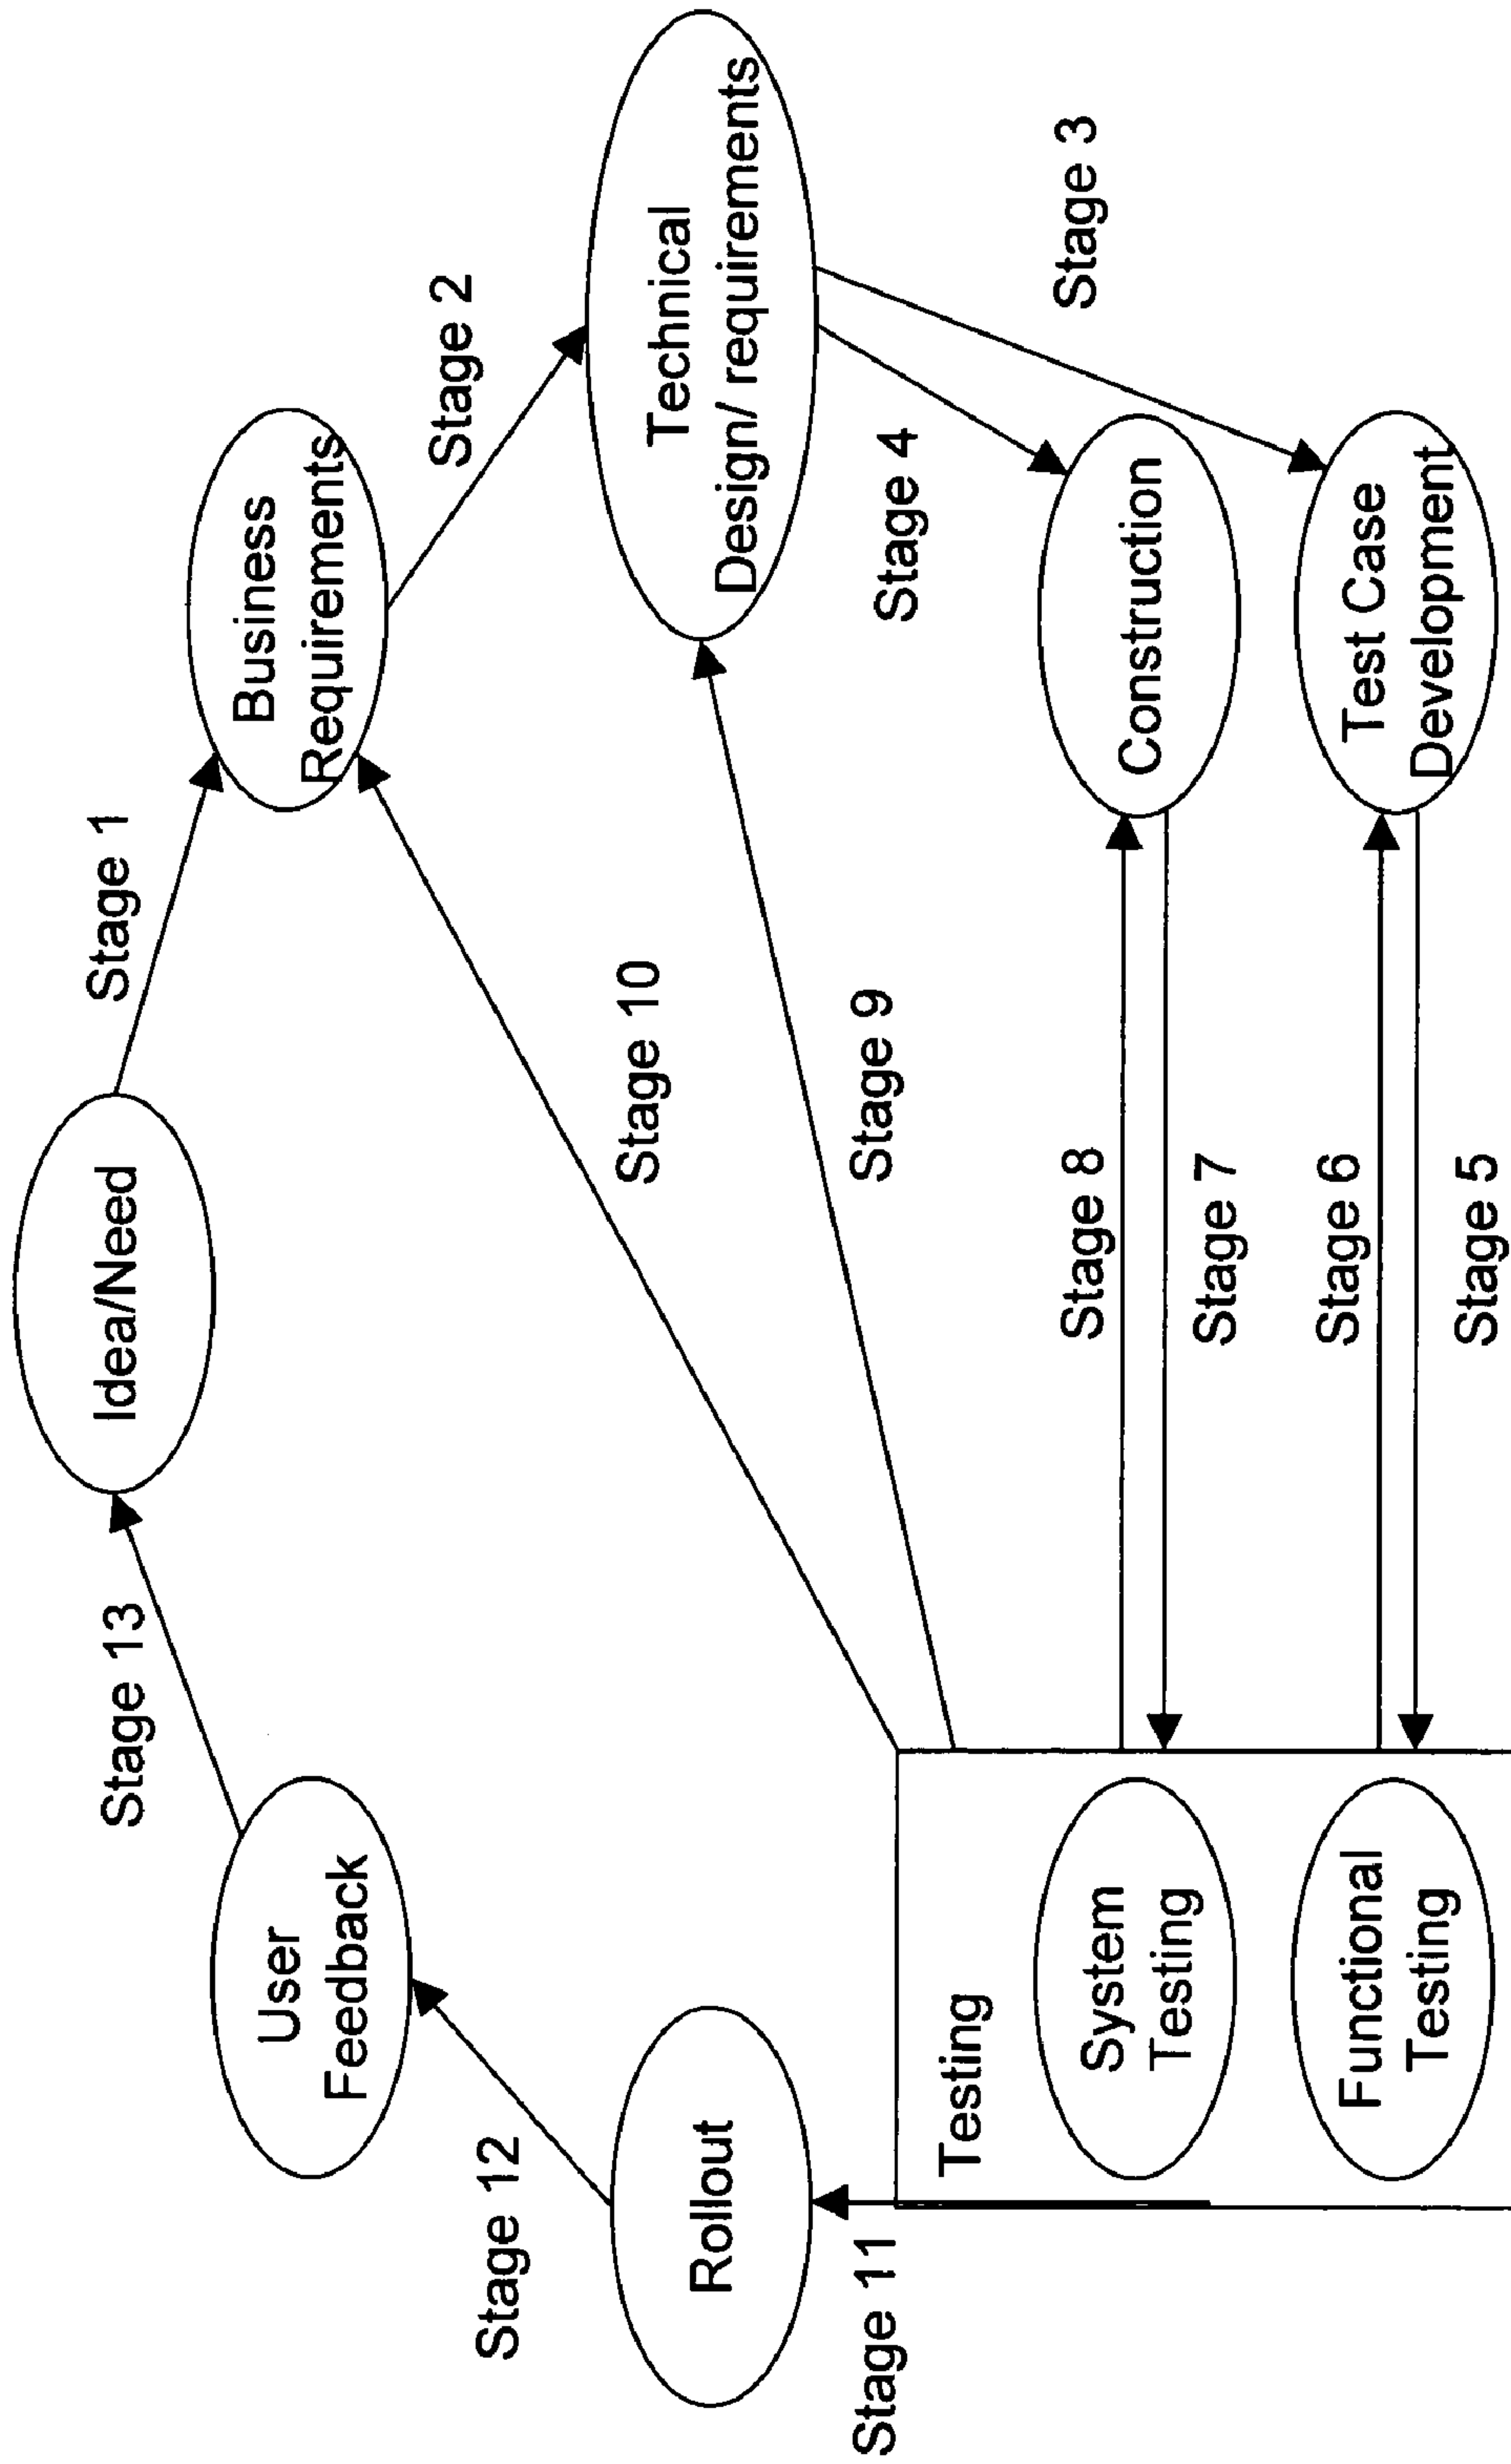 Idea/Need
Stage 13
Stage 1
User
Feedback
Business
Requirements
Stage 12
Stage 2
Rollout
Technical
Design/ requirements
Stage 10
Stage 9
Stage 11
Stage 4
Stage 3
Testing
System
Testing
Stage 8
Stage 7
Construction
Functional
Testing
Stage 6
Stage 5
Test Case
Development